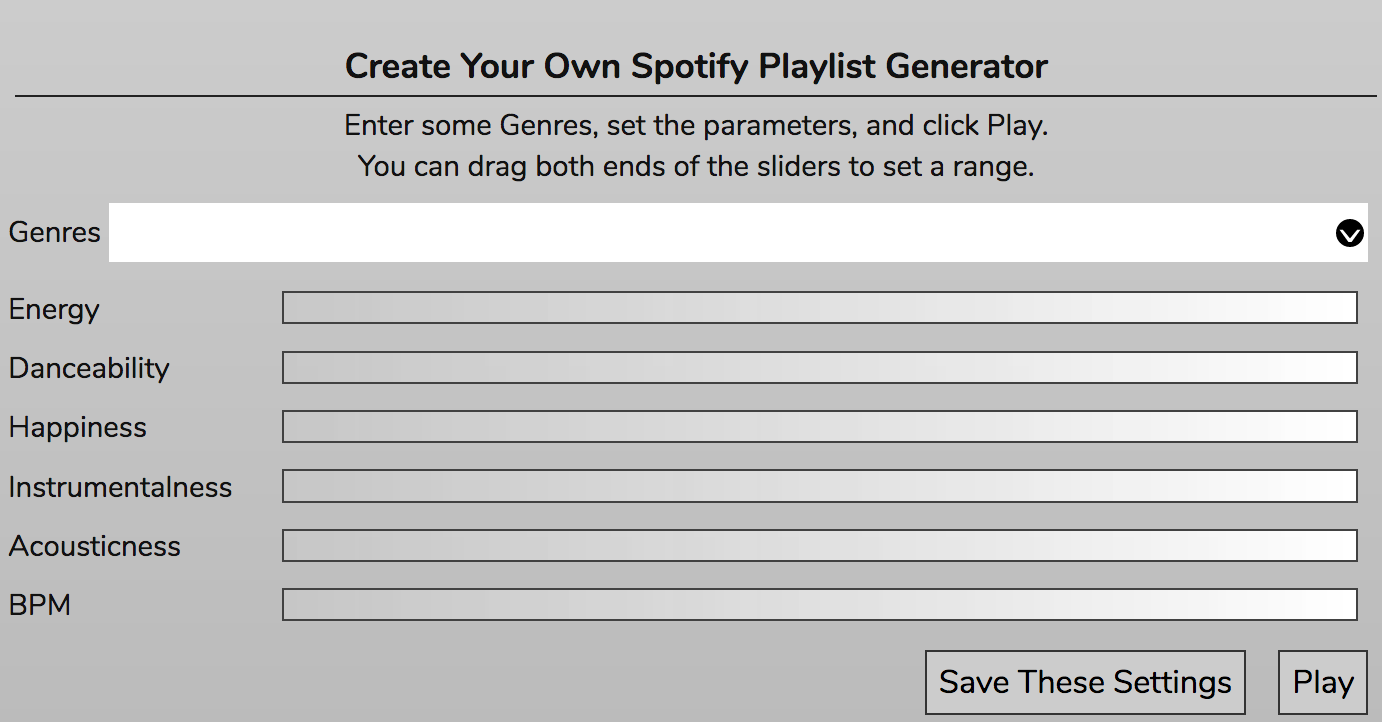 Create Your Own Spotify Playlist Generator
Enter some Genres, set the parameters, and click Play.
You can drag both ends of the sliders to set a range.
Genres
Energy
Danceability
Happiness
Instrumentalness
Acousticness
BPM
Save These Settings Play